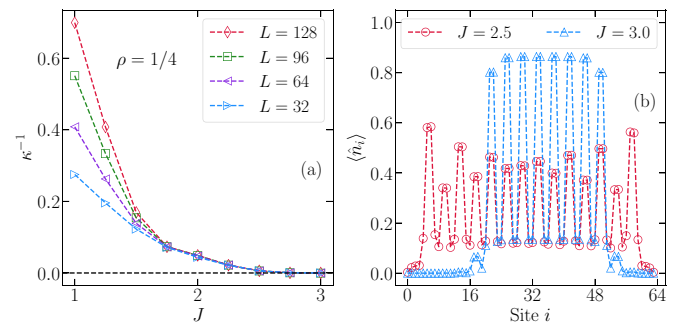 ρ = 1/4
L = 128
L = 96
L = 64
L = 32
(a)
κ⁻¹
0.6
0.4
0.2
0.0
1
2
3
J
J = 2.5
J = 3.0
(b)
⟨n̂ᵢ⟩
1.0
0.8
0.6
0.4
0.2
0.0
0
16
32
48
64
Site i